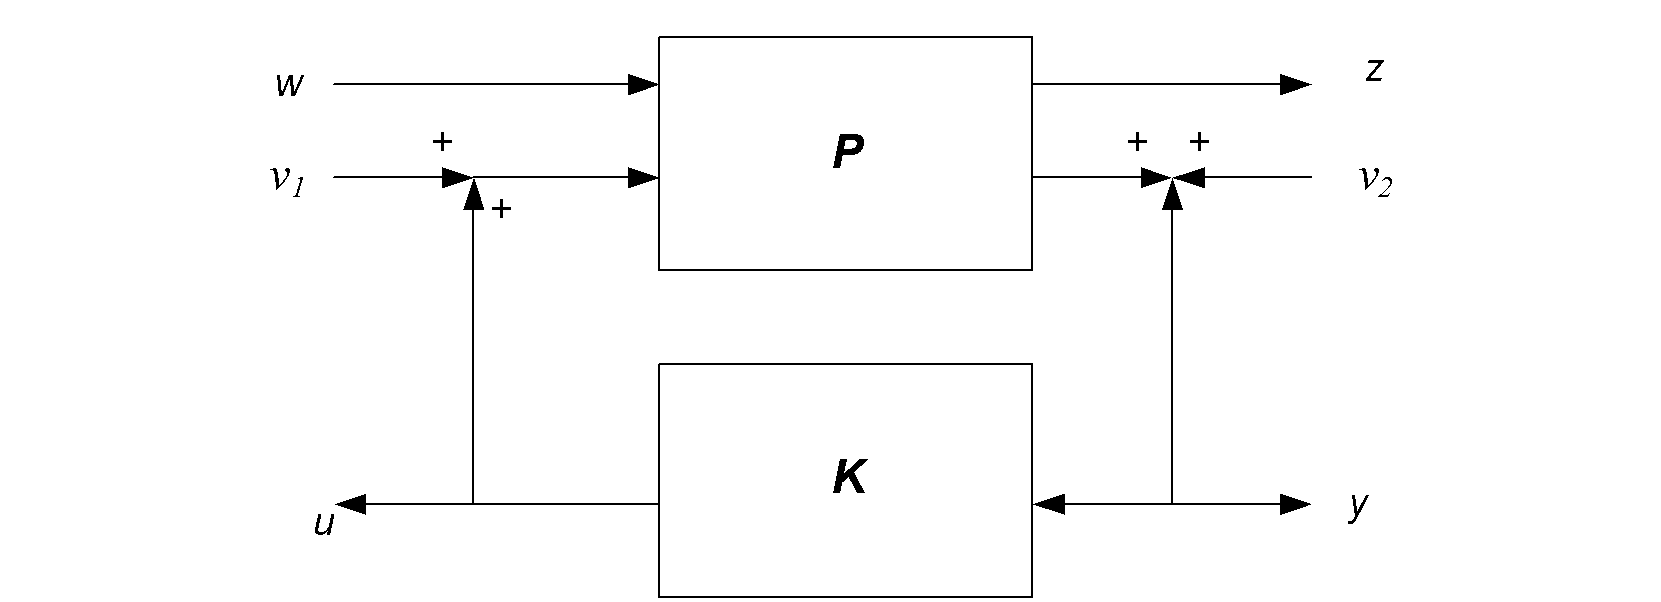 w P z
+ + +
v1 v2
+
K
u y